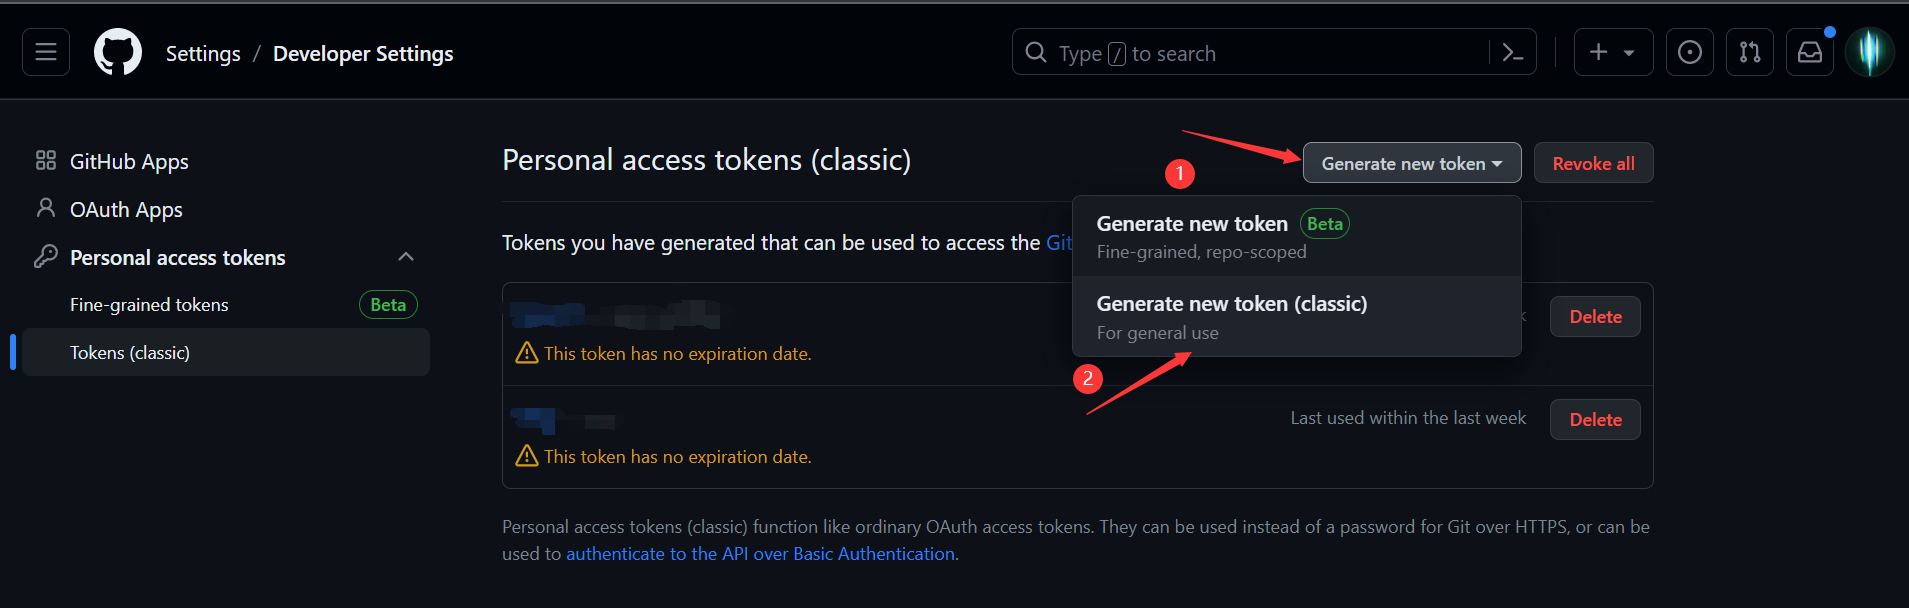 Settings / Developer Settings
Type / to search
GitHub Apps
OAuth Apps
Personal access tokens
Fine-grained tokens Beta
Tokens (classic)
Personal access tokens (classic)
Generate new token
Revoke all
1
Generate new token Beta
Fine-grained, repo-scoped
Generate new token (classic)
For general use
2
Tokens you have generated that can be used to access the Git
Delete
This token has no expiration date.
Last used within the last week
Delete
This token has no expiration date.
Personal access tokens (classic) function like ordinary OAuth access tokens. They can be used instead of a password for Git over HTTPS, or can be
used to authenticate to the API over Basic Authentication.